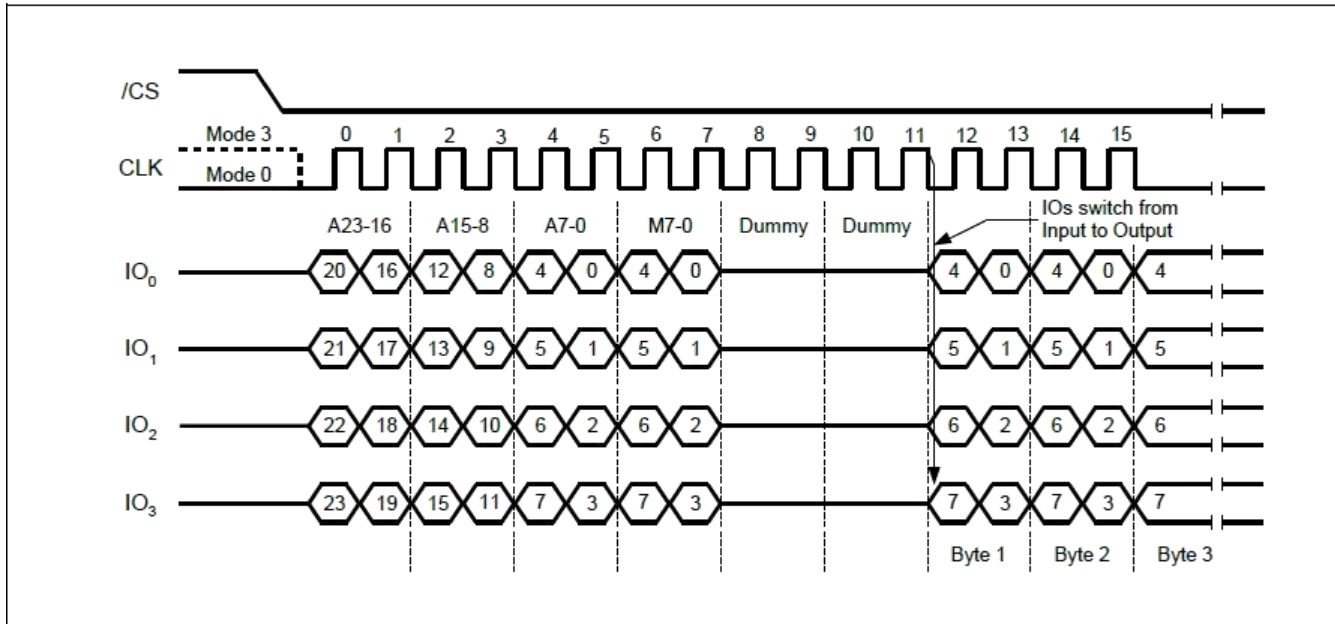 /CS
Mode 3 0 1 2 3 4 5 6 7 8 9 10 11 12 13 14 15
CLK
Mode 0
IOs switch from
Input to Output
A23-16 A15-8 A7-0 M7-0 Dummy Dummy
IO0 20 16 12 8 4 0 4 0 4 0 4 0 4
IO1 21 17 13 9 5 1 5 1 5 1 5 1 5
IO2 22 18 14 10 6 2 6 2 6 2 6 2 6
IO3 23 19 15 11 7 3 7 3 7 3 7 3 7
Byte 1 Byte 2 Byte 3